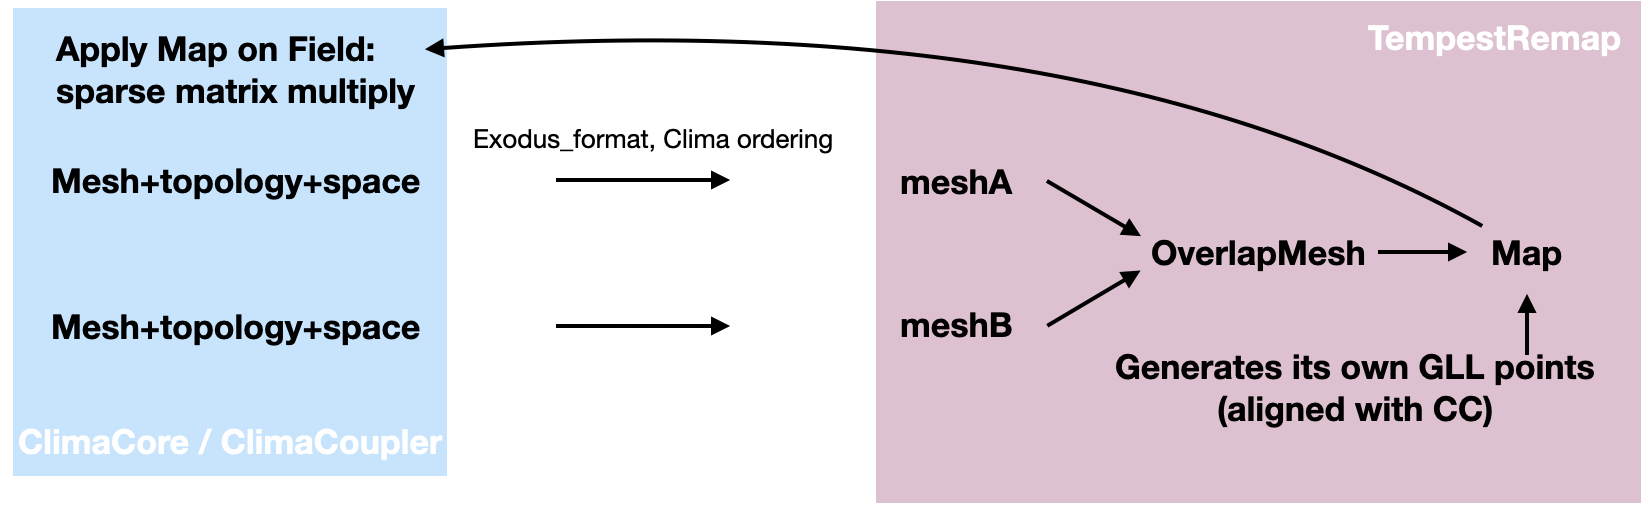 Apply Map on Field:
sparse matrix multiply
Mesh+topology+space
Mesh+topology+space
ClimaCore / ClimaCoupler
Exodus_format, Clima ordering
TempestRemap
meshA
meshB
OverlapMesh
Map
Generates its own GLL points
(aligned with CC)